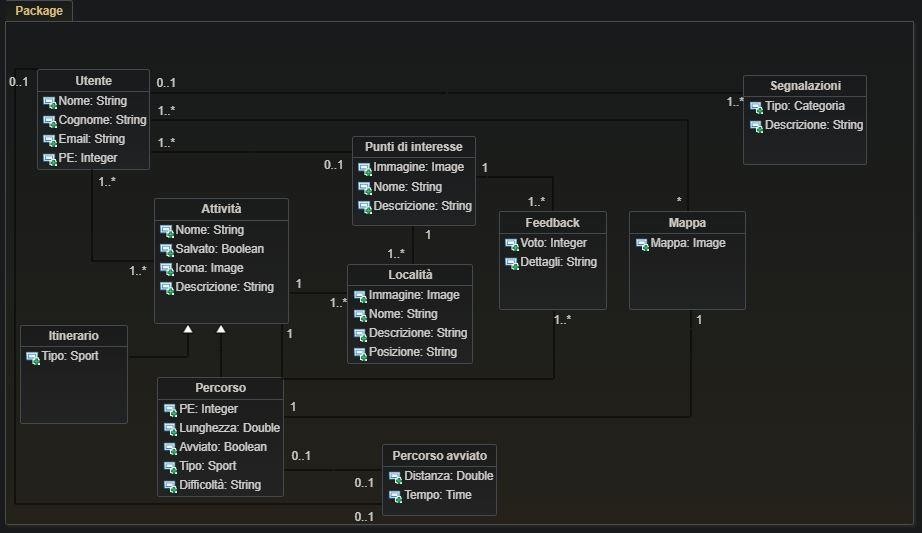 Package
Utente
Nome: String
Cognome: String
Email: String
PE: Integer
0..1
0..1
1..*
1..*
1..*
Segnalazioni
Tipo: Categoria
Descrizione: String
1..*
Punti di interesse
Immagine: Image
Nome: String
Descrizione: String
0..1
1
1..*
1
1..*
Attività
Nome: String
Salvato: Boolean
Icona: Image
Descrizione: String
1..*
1
1..*
1
Feedback
Voto: Integer
Dettagli: String
1..*
Mappa
Mappa: Image
*
1
Località
Immagine: Image
Nome: String
Descrizione: String
Posizione: String
Itinerario
Tipo: Sport
Percorso
PE: Integer
Lunghezza: Double
Avviato: Boolean
Tipo: Sport
Difficoltà: String
1
0..1
0..1
Percorso avviato
Distanza: Double
Tempo: Time
0..1